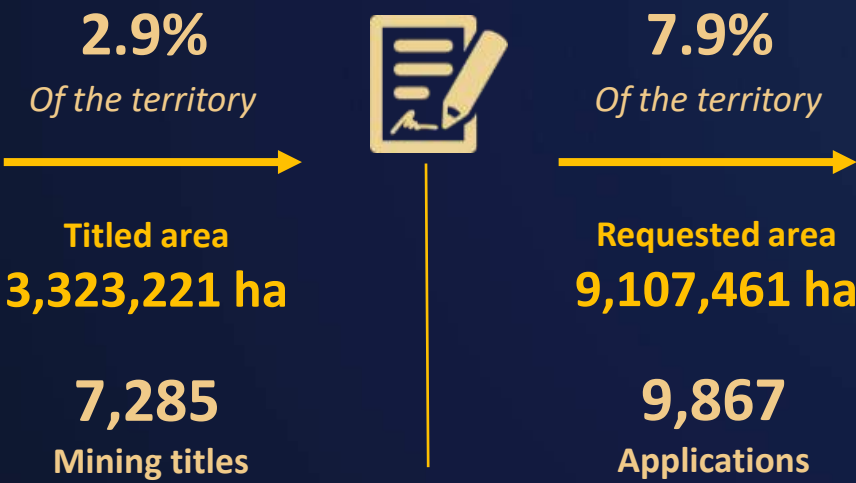 2.9%
Of the territory
Titled area
3,323,221 ha
7,285
Mining titles
7.9%
Of the territory
Requested area
9,107,461 ha
9,867
Applications